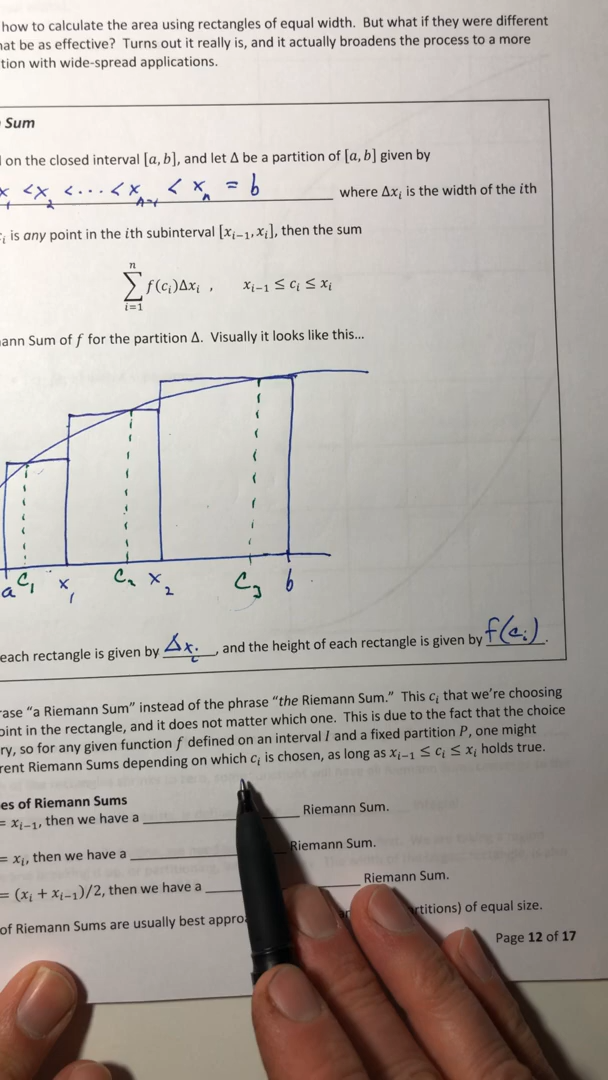 how to calculate the area using rectangles of equal width. But what if they were different
be as effective? Turns out it really is, and it actually broadens the process to a more
with wide-spread applications.
Sum
on the closed interval [a, b], and let Δ be a partition of [a, b] given by
x₁ < x₂ < ... < xₙ₋₁ < xₙ = b where Δxᵢ is the width of the ith
is any point in the ith subinterval [xᵢ₋₁, xᵢ], then the sum
n
∑ f(cᵢ)Δxᵢ , xᵢ₋₁ ≤ cᵢ ≤ xᵢ
i=1
Sum of f for the partition Δ. Visually it looks like this...
a c₁ x₁ c₂ x₂ c₃ b
each rectangle is given by Δxᵢ, and the height of each rectangle is given by f(cᵢ).
"a Riemann Sum" instead of the phrase "the Riemann Sum." This cᵢ that we're choosing
in the rectangle, and it does not matter which one. This is due to the fact that the choice
so for any given function f defined on an interval I and a fixed partition P, one might
Riemann Sums depending on which cᵢ is chosen, as long as xᵢ₋₁ ≤ cᵢ ≤ xᵢ holds true.
of Riemann Sums
= xᵢ₋₁, then we have a Riemann Sum.
= xᵢ, then we have a Riemann Sum.
= (xᵢ + xᵢ₋₁)/2, then we have a Riemann Sum.
of Riemann Sums are usually best of equal size.
Page 12 of 17